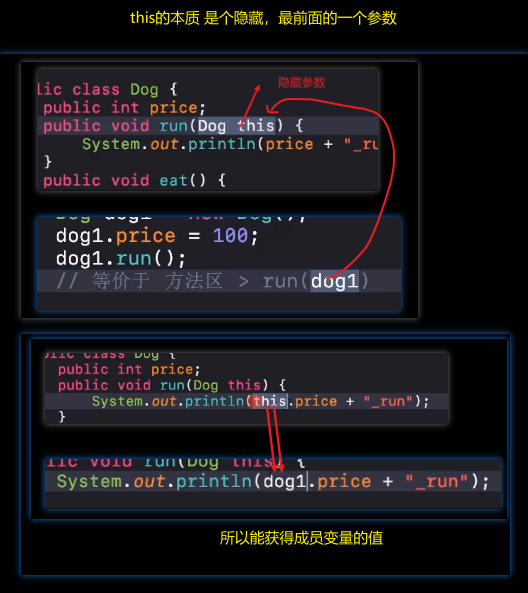 this的本质 是个隐藏，最前面的一个参数
lic class Dog {
隐藏参数
public int price;
public void run(Dog this) {
System.out.println(price + "_ru
}
public void eat() {
Dog dog1 = new Dog();
dog1.price = 100;
dog1.run();
// 等价于 方法区 > run(dog1)
lic class Dog {
public int price;
public void run(Dog this) {
System.out.println(this.price + "_run");
}
lic void run(Dog this) {
System.out.println(dog1.price + "_run");
所以能获得成员变量的值